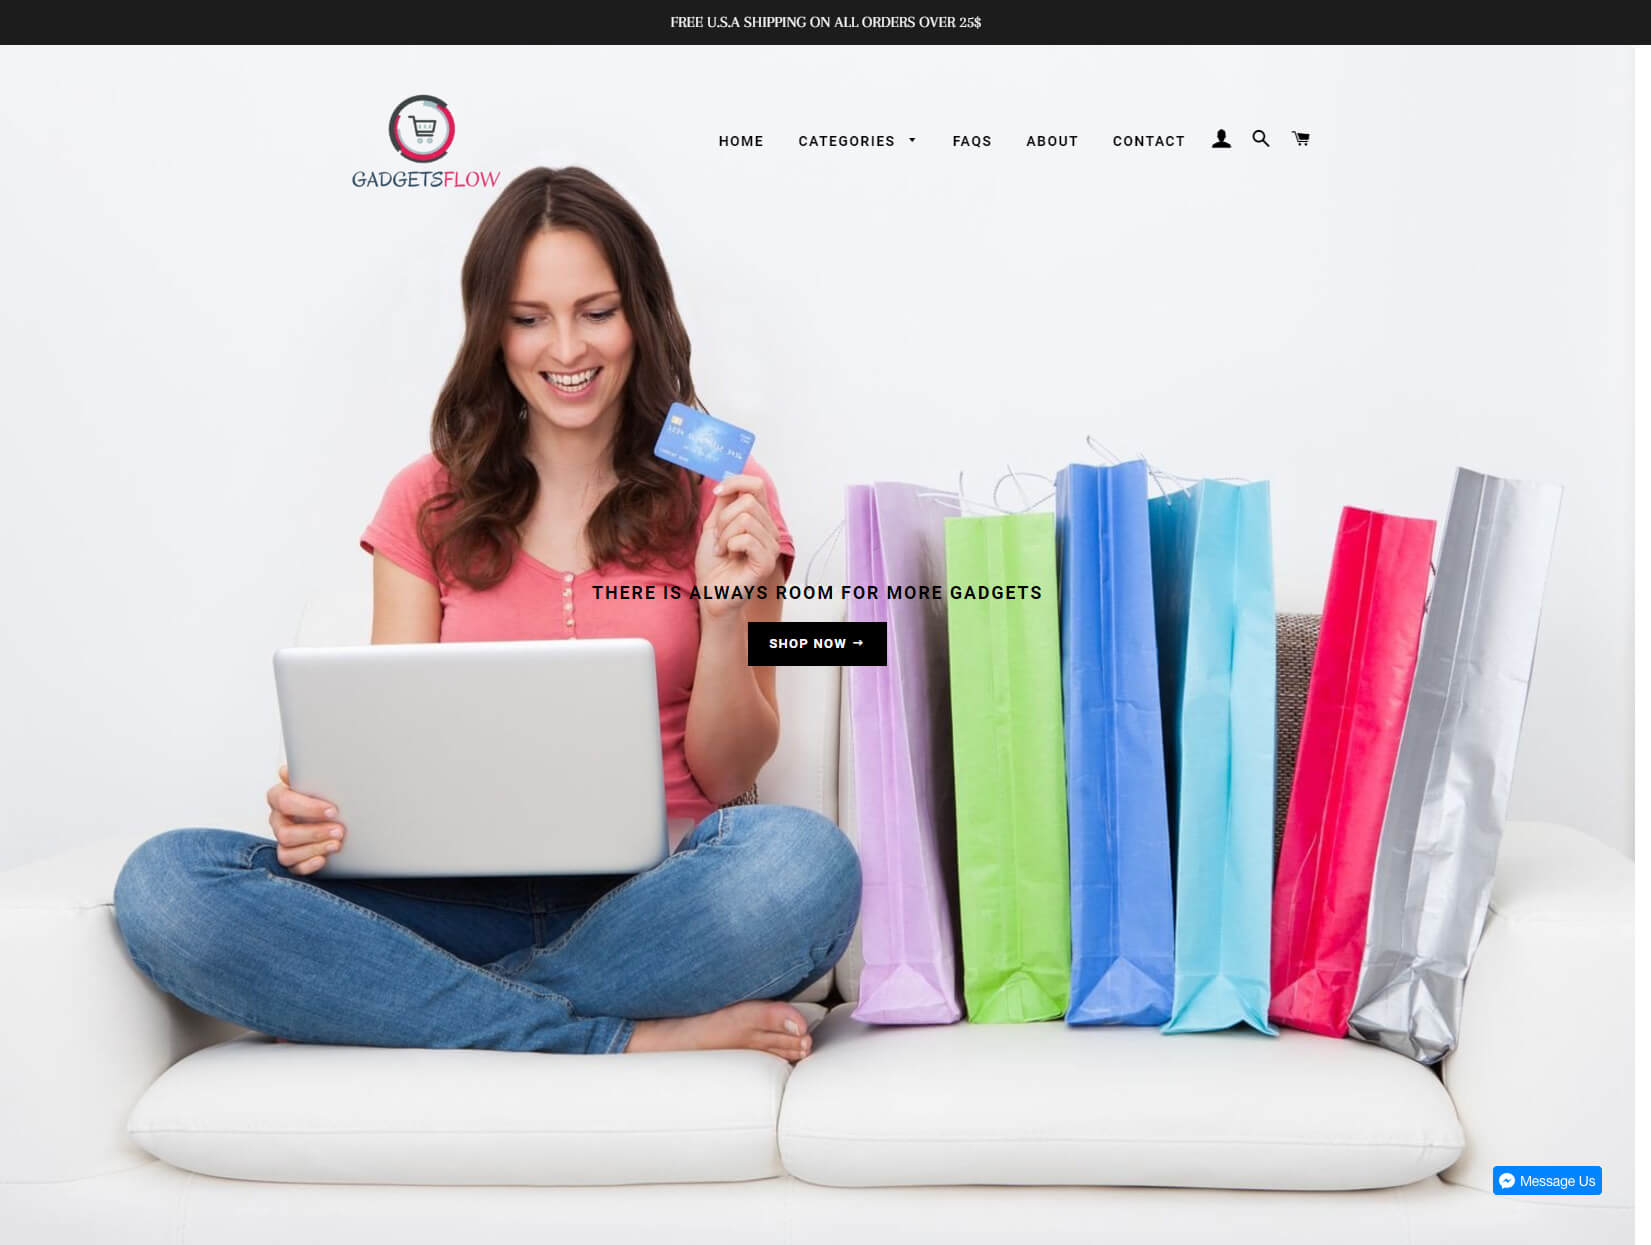 FREE U.S.A SHIPPING ON ALL ORDERS OVER 25$
GADGETSFLOW
HOME CATEGORIES FAQS ABOUT CONTACT
THERE IS ALWAYS ROOM FOR MORE GADGETS
SHOP NOW →
Message Us